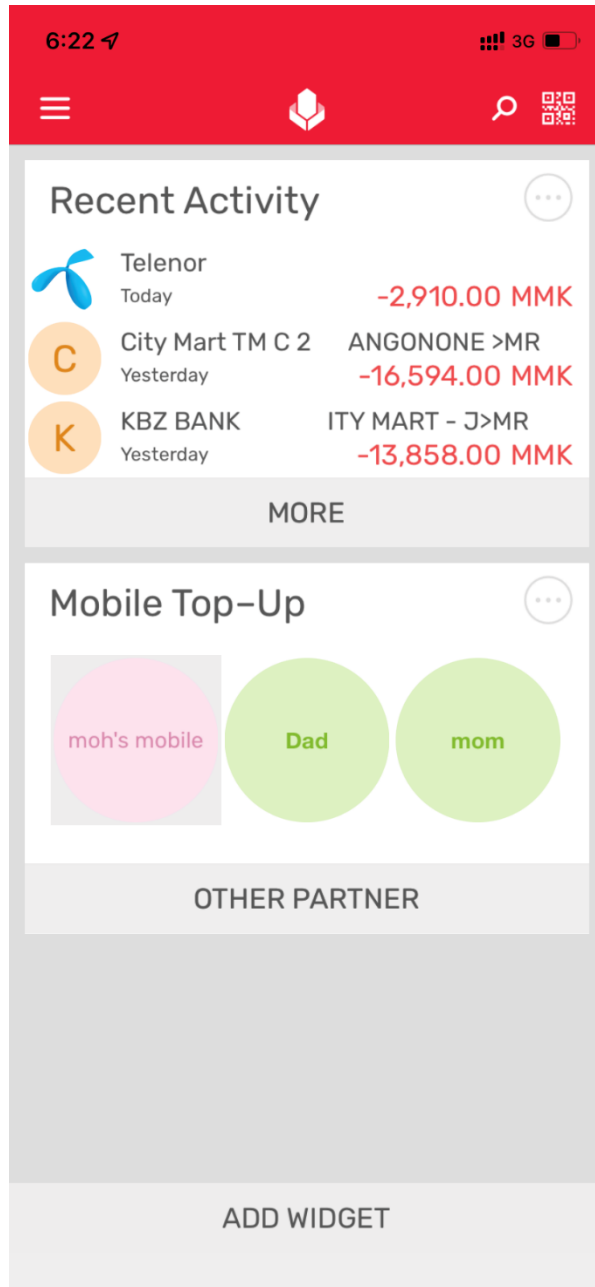 6:22
3G
Recent Activity
Telenor
Today -2,910.00 MMK
City Mart TM C 2 ANGONONE >MR
Yesterday -16,594.00 MMK
C
KBZ BANK ITY MART - J>MR
Yesterday -13,858.00 MMK
K
MORE
Mobile Top-Up
moh's mobile Dad mom
OTHER PARTNER
ADD WIDGET